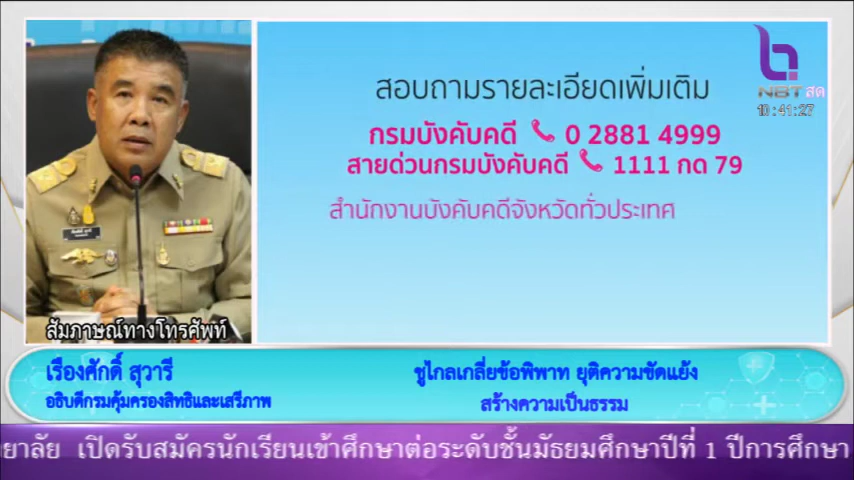 สอบถามรายละเอียดเพิ่มเติม
กรมบังคับคดี 0 2881 4999
สายด่วนกรมบังคับคดี 1111 กด 79
สำนักงานบังคับคดีจังหวัดทั่วประเทศ
NBT สด
10:41:27
สัมภาษณ์ทางโทรศัพท์
เรืองศักดิ์ สุวารี
อธิบดีกรมคุ้มครองสิทธิและเสรีภาพ
ชูไกลเกลี่ยข้อพิพาท ยุติความขัดแย้ง
สร้างความเป็นธรรม
ยาลัย เปิดรับสมัครนักเรียนเข้าศึกษาต่อระดับชั้นมัธยมศึกษาปีที่ 1 ปีการศึกษา